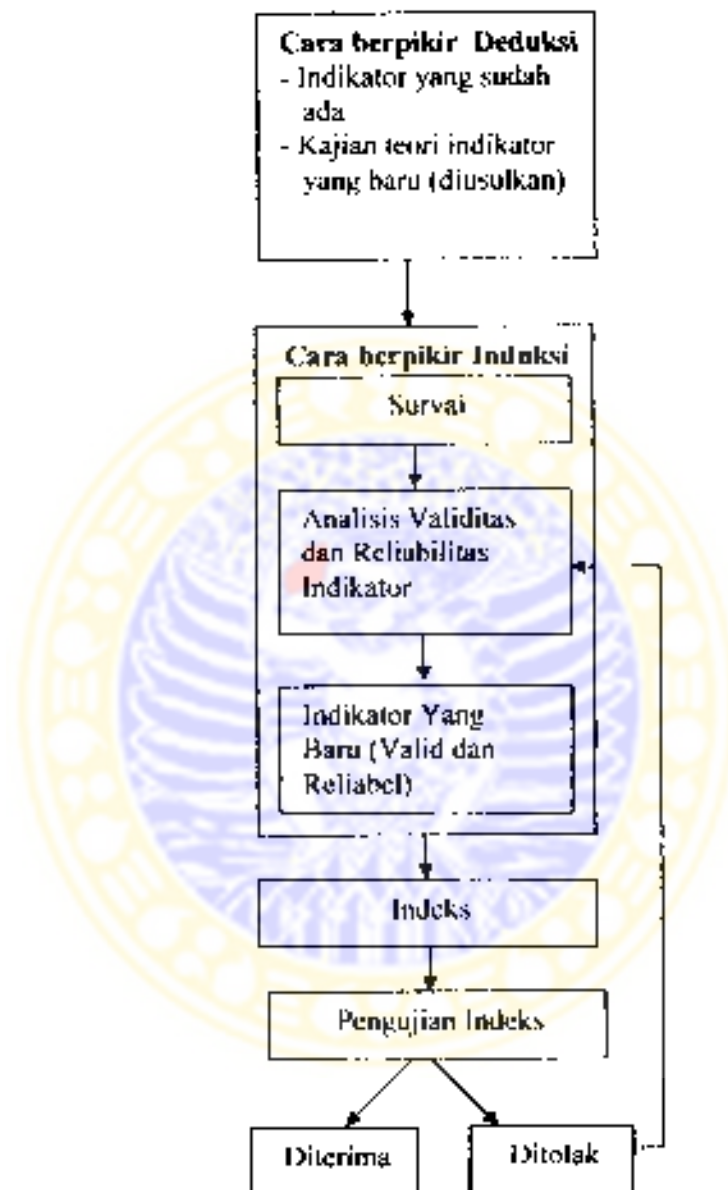 Cara berpikir Deduksi
- Indikator yang sudah
ada
- Kajian teori indikator
yang baru (diusulkan)
Cara berpikir Induksi
Survai
Analisis Validitas
dan Reliabilitas
Indikator
Indikator Yang
Baru (Valid dan
Reliabel)
Indeks
Pengujian Indeks
Diterima
Ditolak